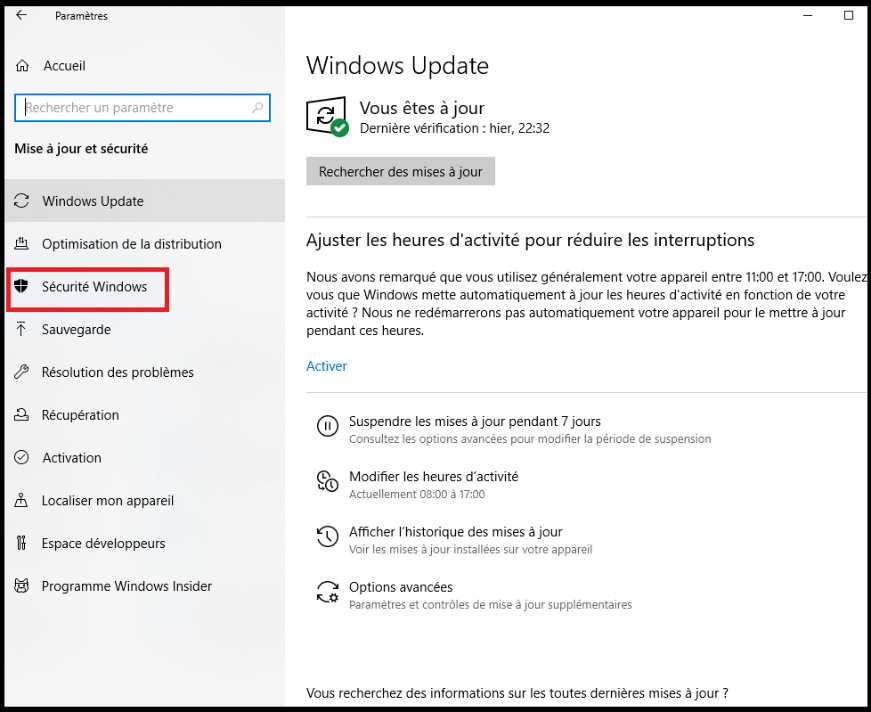 Paramètres
Accueil
Rechercher un paramètre
Mise à jour et sécurité
Windows Update
Optimisation de la distribution
Sécurité Windows
Sauvegarde
Résolution des problèmes
Récupération
Activation
Localiser mon appareil
Espace développeurs
Programme Windows Insider
Windows Update
Vous êtes à jour
Dernière vérification : hier, 22:32
Rechercher des mises à jour
Ajuster les heures d'activité pour réduire les interruptions
Nous avons remarqué que vous utilisez généralement votre appareil entre 11:00 et 17:00. Voulez
vous que Windows mette automatiquement à jour les heures d'activité en fonction de votre
activité ? Nous ne redémarrerons pas automatiquement votre appareil pour le mettre à jour
pendant ces heures.
Activer
Suspendre les mises à jour pendant 7 jours
Consultez les options avancées pour modifier la période de suspension
Modifier les heures d'activité
Actuellement 08:00 à 17:00
Afficher l'historique des mises à jour
Voir les mises à jour installées sur votre appareil
Options avancées
Paramètres et contrôles de mise à jour supplémentaires
Vous recherchez des informations sur les toutes dernières mises à jour ?